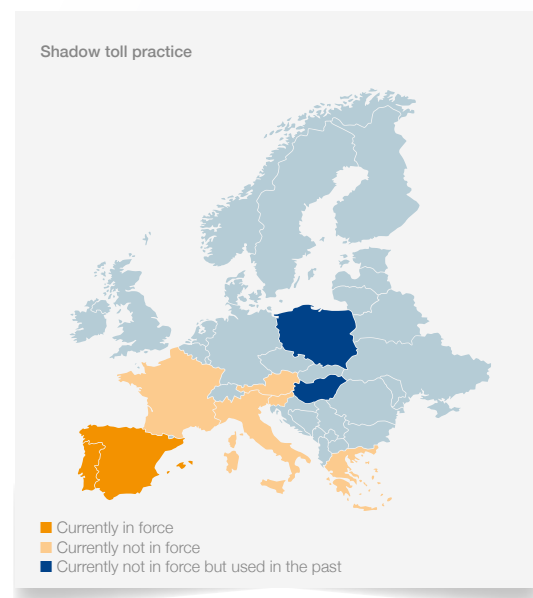 Shadow toll practice
Currently in force
Currently not in force
Currently not in force but used in the past